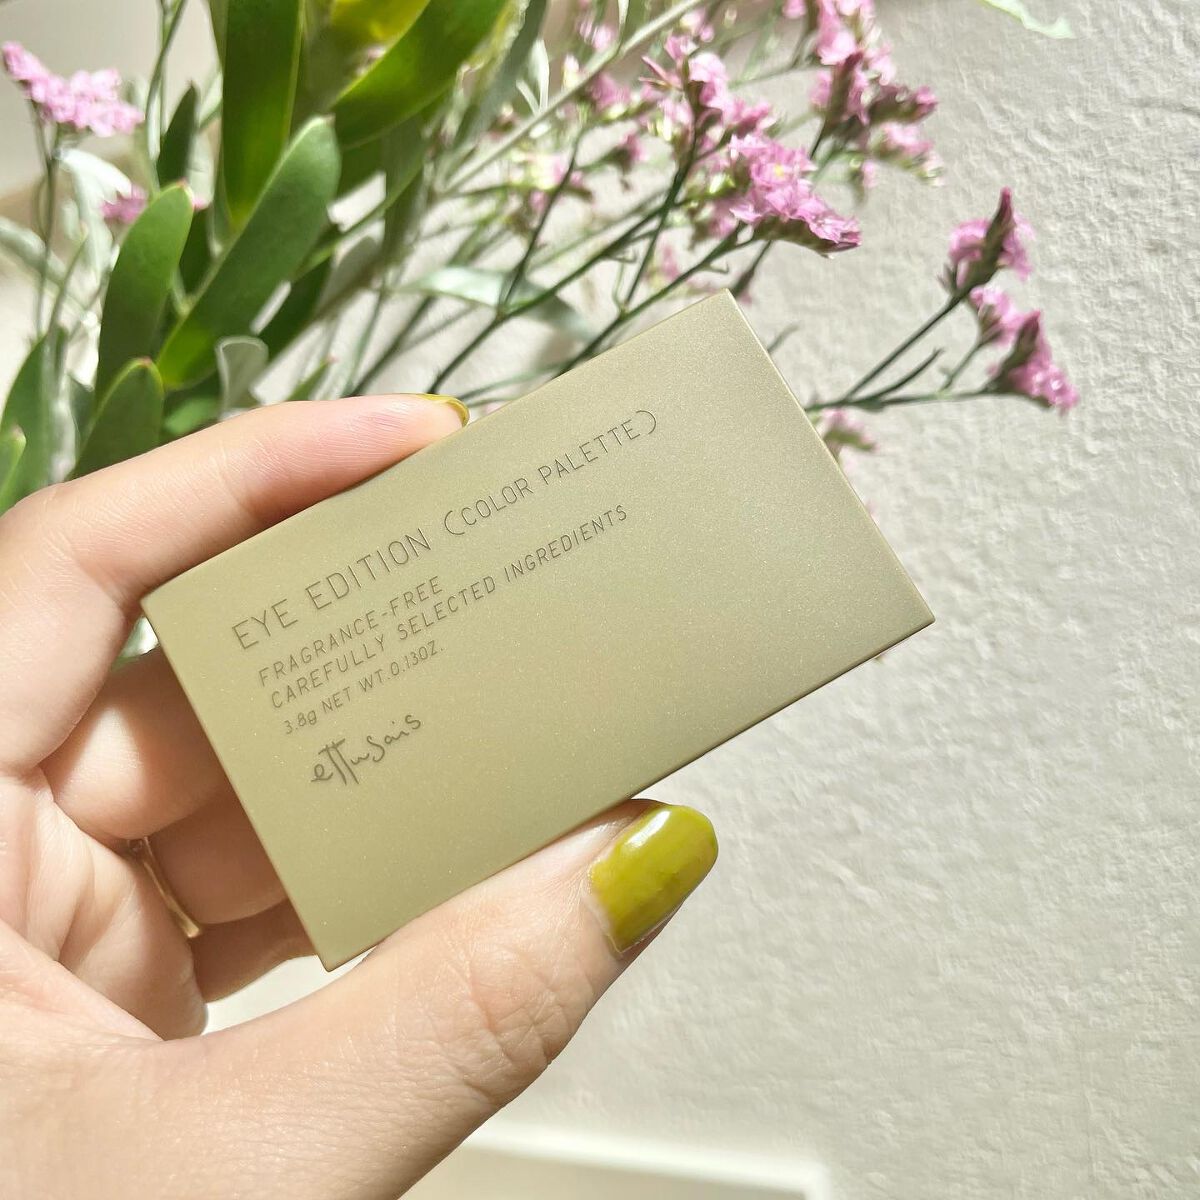 EYE EDITION (COLOR PALETTE)
FRAGRANCE-FREE
CAREFULLY SELECTED INGREDIENTS
3.8g NET WT.0.13OZ.
ettusais